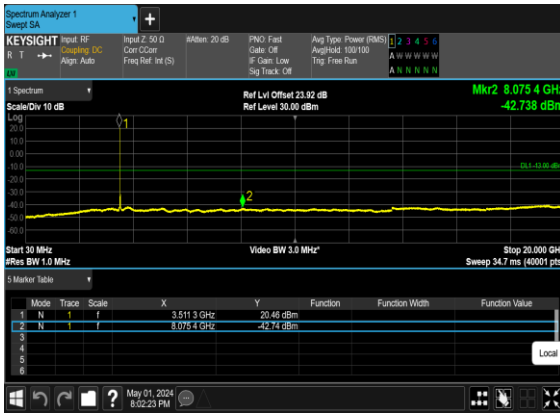 Spectrum Analyzer 1
Swept SA
+
KEYSIGHT
R T
LM
Input: RF
Coupling: DC
Align: Auto
Input Z: 50 Ω
Corr CCorr
Freq Ref: Int (S)
#Atten: 20 dB
PNO: Fast
Gate: Off
IF Gain: Low
Sig Track: Off
Avg Type: Power (RMS)
Avg|Hold: 100/100
Trig: Free Run
1 2 3 4 5 6
A W W W W W
A N N N N N
1 Spectrum
Scale/Div 10 dB
Ref Lvl Offset 23.92 dB
Ref Level 30.00 dBm
Mkr2 8.075 4 GHz
-42.738 dBm
Log
20.0
10.0
0.00
-10.0
-20.0
-30.0
-40.0
-50.0
-60.0
1
2
DL1 -13.00 dBm
Start 30 MHz
#Res BW 1.0 MHz
Video BW 3.0 MHz*
Stop 20.000 GHz
Sweep 34.7 ms (40001 pts)
5 Marker Table
Mode Trace Scale X Y Function Function Width Function Value
1 N 1 f 3.511 3 GHz 20.46 dBm
2 N 1 f 8.075 4 GHz -42.74 dBm
3
4
5
6
Local
?
May 01, 2024
8:02:23 PM